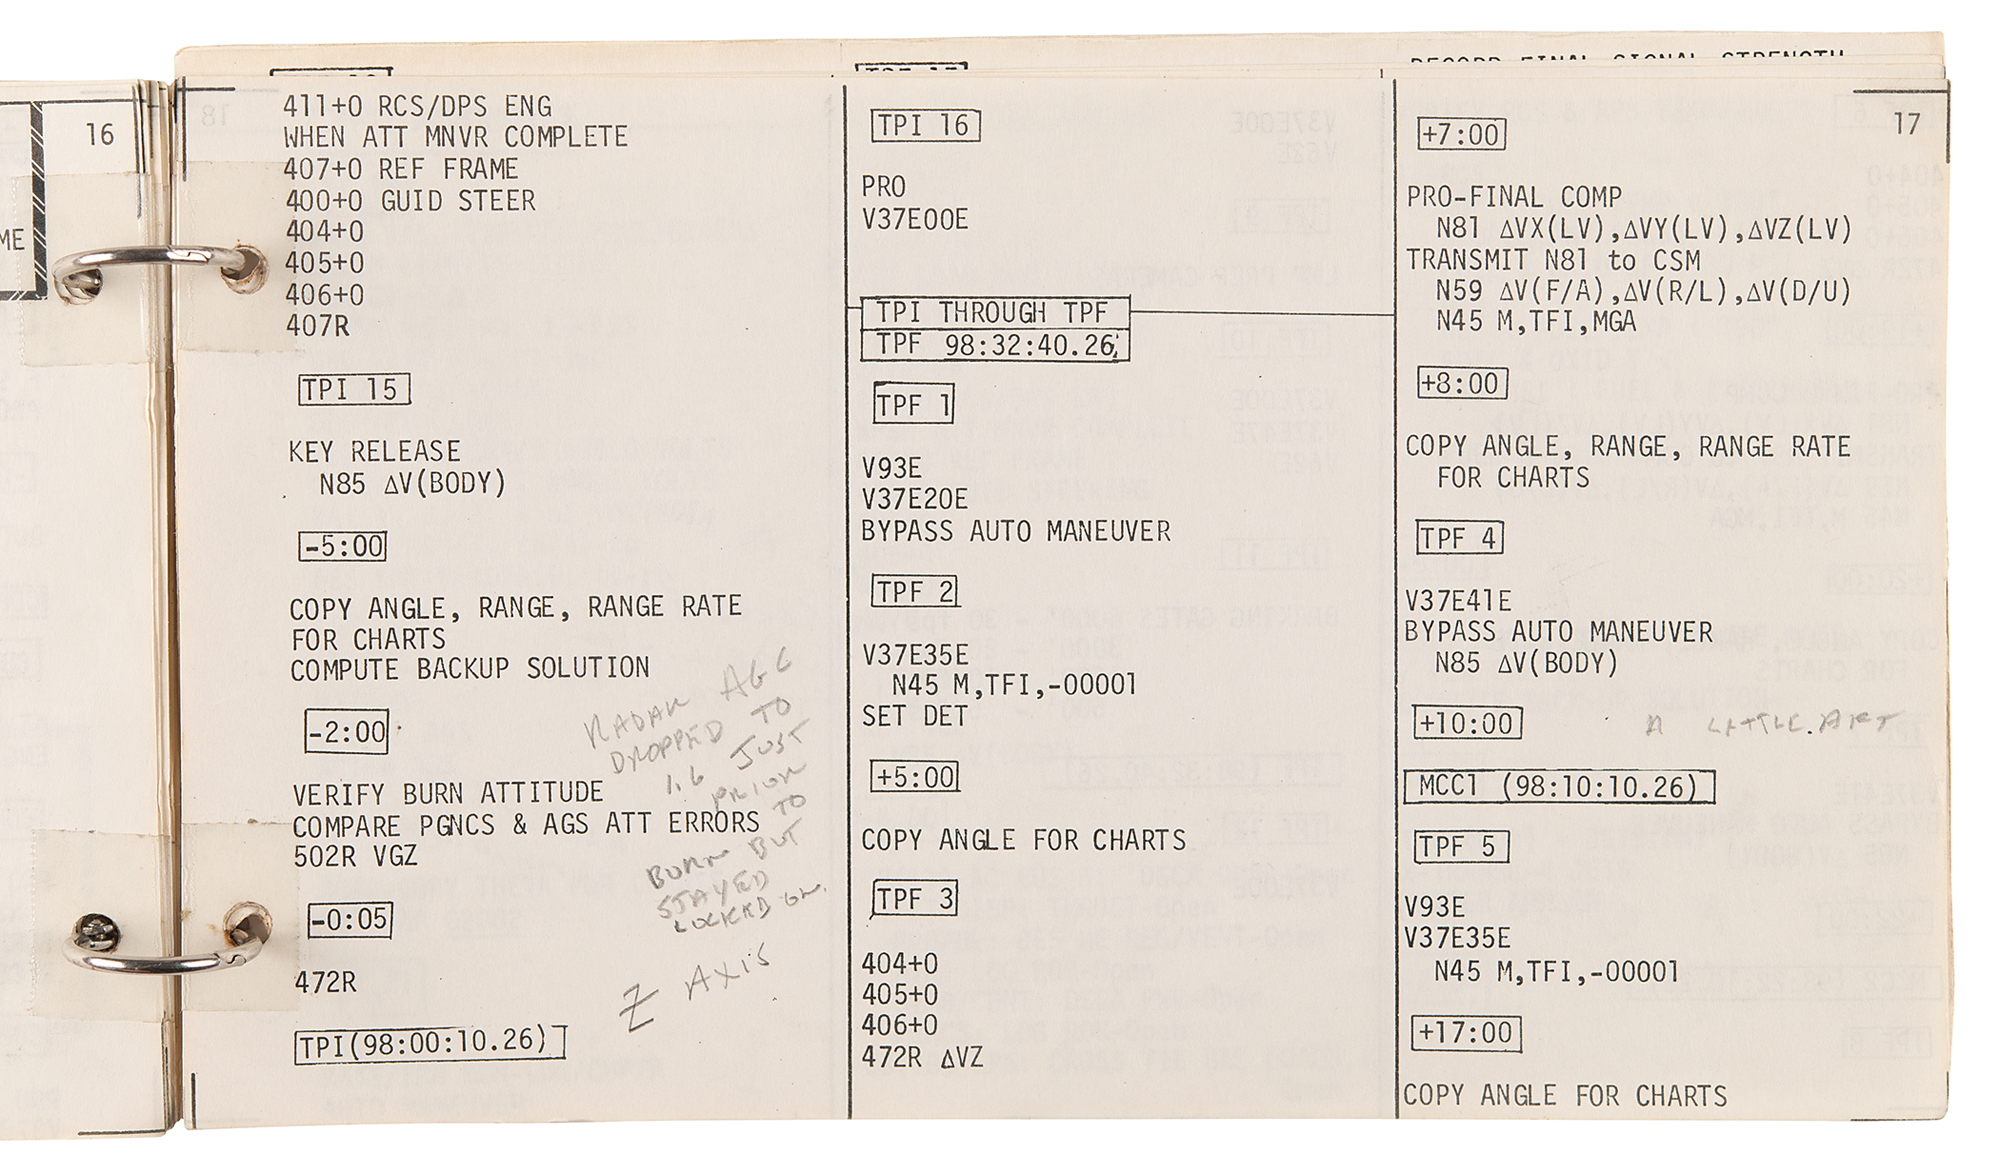 16
ME
411+0 RCS/DPS ENG
WHEN ATT MNVR COMPLETE
407+0 REF FRAME
400+0 GUID STEER
404+0
405+0
406+0
407R
TPI 15
KEY RELEASE
N85 ΔV(BODY)
-5:00
COPY ANGLE, RANGE, RANGE RATE
FOR CHARTS
COMPUTE BACKUP SOLUTION
-2:00
RADAR AGC
DROPPED TO
1.6 JUST
PRIOR
TO
BURN BUT
STAYED
LOCKED ON.
VERIFY BURN ATTITUDE
COMPARE PGNCS & AGS ATT ERRORS
502R VGZ
-0:05
472R
Z AXIS
TPI(98:00:10.26)
TPI 16
PRO
V37E00E
TPI THROUGH TPF
TPF 98:32:40.26
TPF 1
V93E
V37E20E
BYPASS AUTO MANEUVER
TPF 2
V37E35E
N45 M,TFI,-00001
SET DET
+5:00
COPY ANGLE FOR CHARTS
TPF 3
404+0
405+0
406+0
472R ΔVZ
RECORD FINAL SIGNAL STRENGTH
17
+7:00
PRO-FINAL COMP
N81 ΔVX(LV),ΔVY(LV),ΔVZ(LV)
TRANSMIT N81 to CSM
N59 ΔV(F/A),ΔV(R/L),ΔV(D/U)
N45 M,TFI,MGA
+8:00
COPY ANGLE, RANGE, RANGE RATE
FOR CHARTS
TPF 4
V37E41E
BYPASS AUTO MANEUVER
N85 ΔV(BODY)
+10:00 A LITTLE
MCC1 (98:10:10.26)
TPF 5
V93E
V37E35E
N45 M,TFI,-00001
+17:00
COPY ANGLE FOR CHARTS